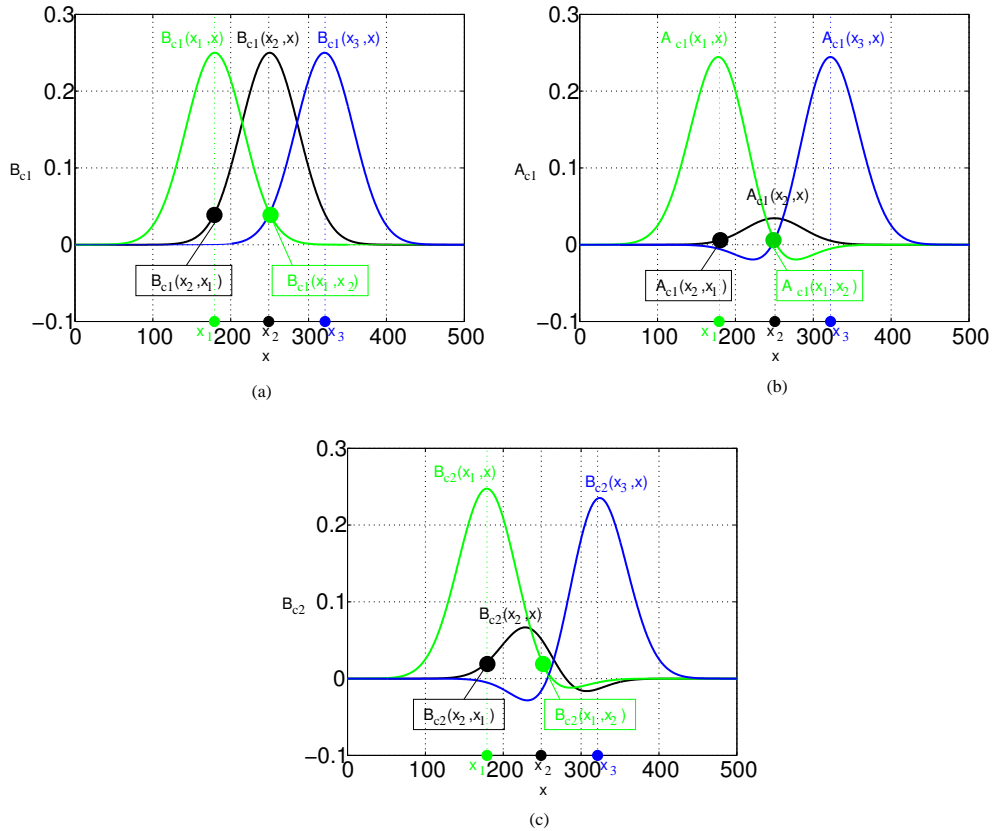 0.3
B_c1(x_1,x) B_c1(x_2,x) B_c1(x_3,x)
0.2
0.1
B_c1
0
B_c1(x_2,x_1) B_c1(x_1,x_2)
−0.1
0 100 200 300 400 500
x_1 x_2 x_3
x
(a)
0.3
A_c1(x_1,x) A_c1(x_3,x)
0.2
0.1
A_c1
A_c1(x_2,x)
0
A_c1(x_2,x_1) A_c1(x_1,x_2)
−0.1
0 100 200 300 400 500
x_1 x_2 x_3
x
(b)
0.3
B_c2(x_1,x) B_c2(x_3,x)
0.2
0.1
B_c2
B_c2(x_2,x)
0
B_c2(x_2,x_1) B_c2(x_1,x_2)
−0.1
0 100 200 300 400 500
x_1 x_2 x_3
x
(c)